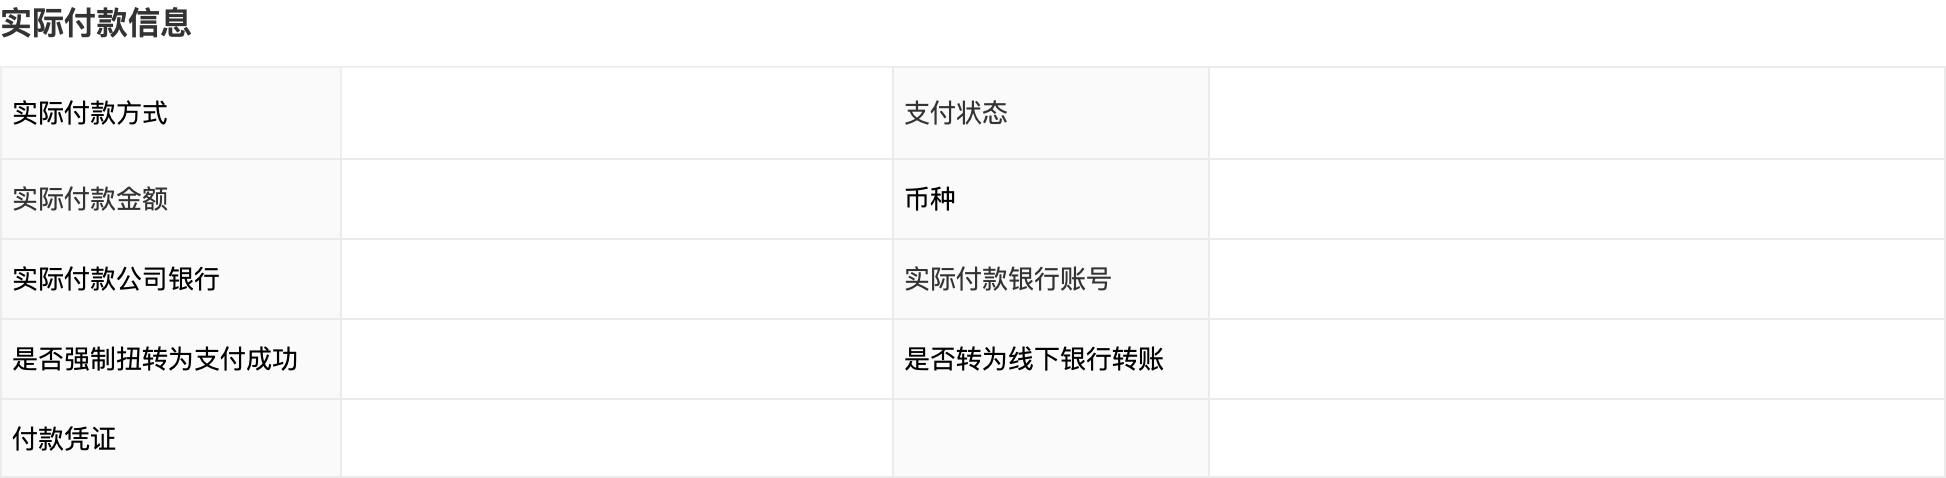 实际付款信息
实际付款方式 支付状态
实际付款金额 币种
实际付款公司银行 实际付款银行账号
是否强制扭转为支付成功 是否转为线下银行转账
付款凭证